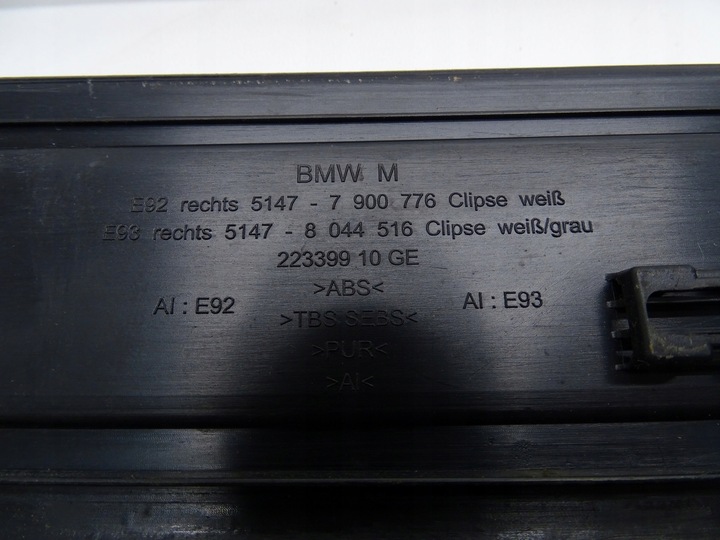 BMW M
E92 rechts 5147 - 7 900 776 Clipse weiß
E93 rechts 5147 - 8 044 516 Clipse weiß/grau
223399 10 GE
>ABS<
AI : E92
AI : E93
>TBS SEBS<
>PUR<
>AI<